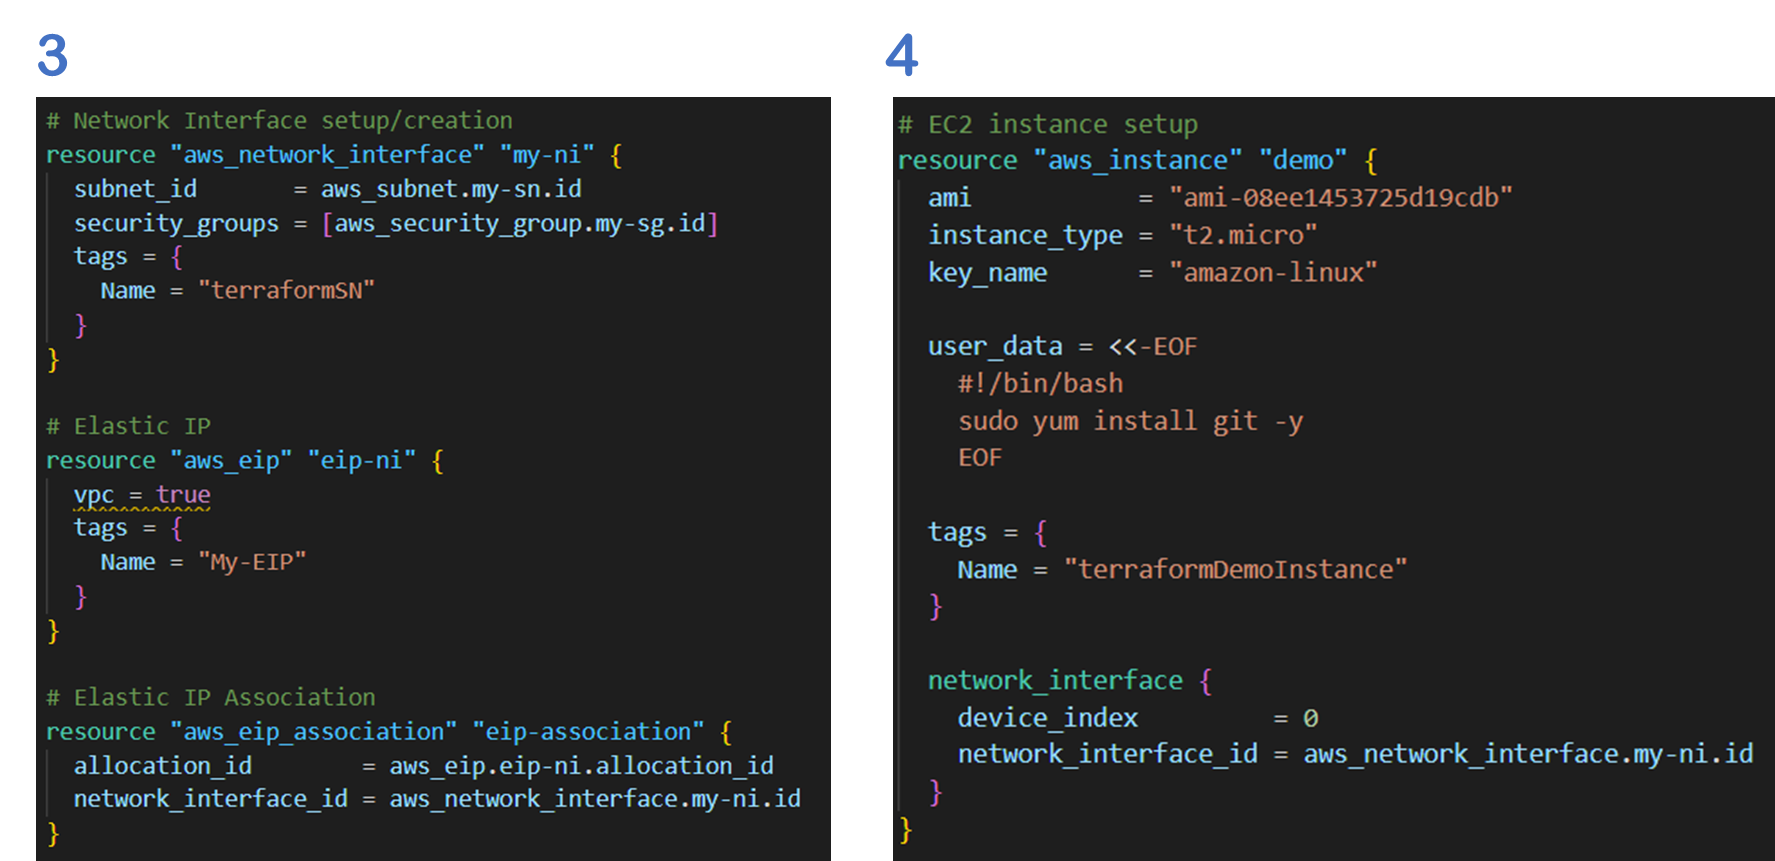 3
# Network Interface setup/creation
resource "aws_network_interface" "my-ni" {
  subnet_id       = aws_subnet.my-sn.id
  security_groups = [aws_security_group.my-sg.id]
  tags = {
    Name = "terraformSN"
  }
}

# Elastic IP
resource "aws_eip" "eip-ni" {
  vpc = true
  tags = {
    Name = "My-EIP"
  }
}

# Elastic IP Association
resource "aws_eip_association" "eip-association" {
  allocation_id        = aws_eip.eip-ni.allocation_id
  network_interface_id = aws_network_interface.my-ni.id
}
4
# EC2 instance setup
resource "aws_instance" "demo" {
  ami           = "ami-08ee1453725d19cdb"
  instance_type = "t2.micro"
  key_name      = "amazon-linux"

  user_data = <<-EOF
    #!/bin/bash
    sudo yum install git -y
    EOF

  tags = {
    Name = "terraformDemoInstance"
  }

  network_interface {
    device_index         = 0
    network_interface_id = aws_network_interface.my-ni.id
  }
}